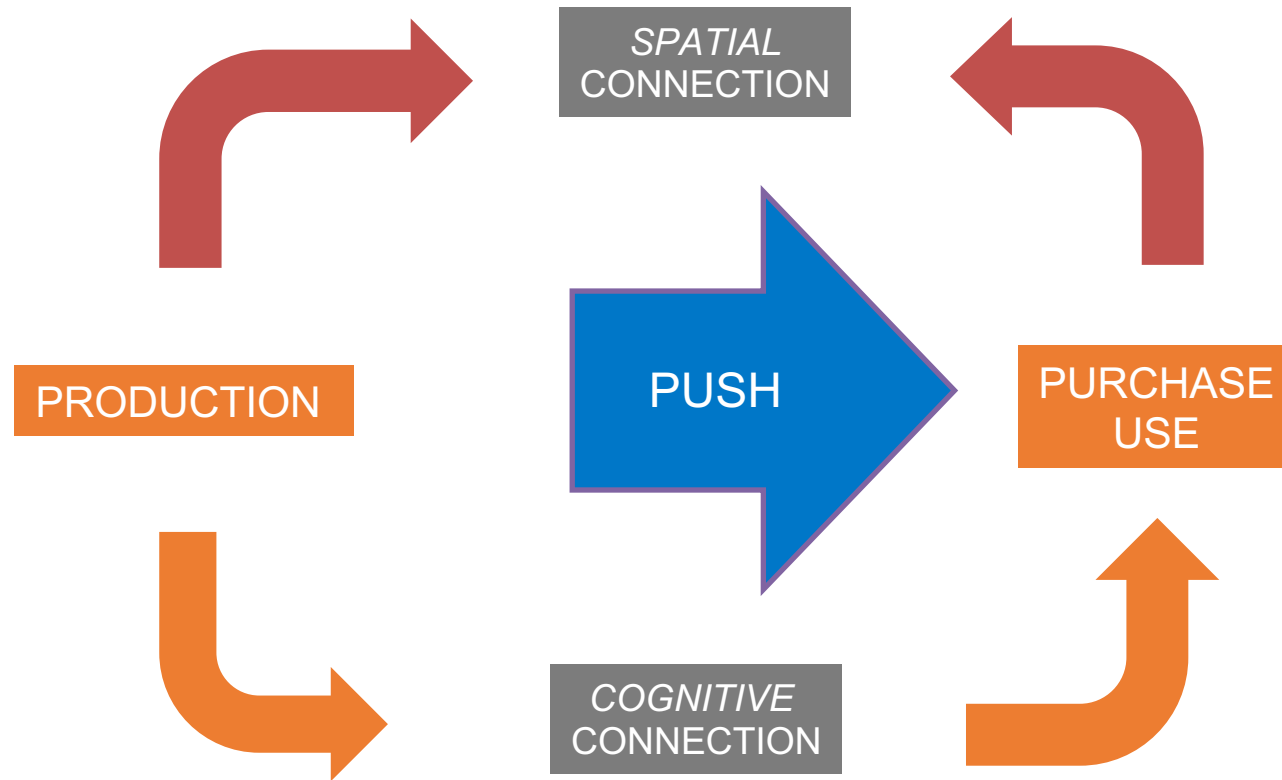 SPATIAL
CONNECTION
PUSH
PRODUCTION
PURCHASE
USE
COGNITIVE
CONNECTION